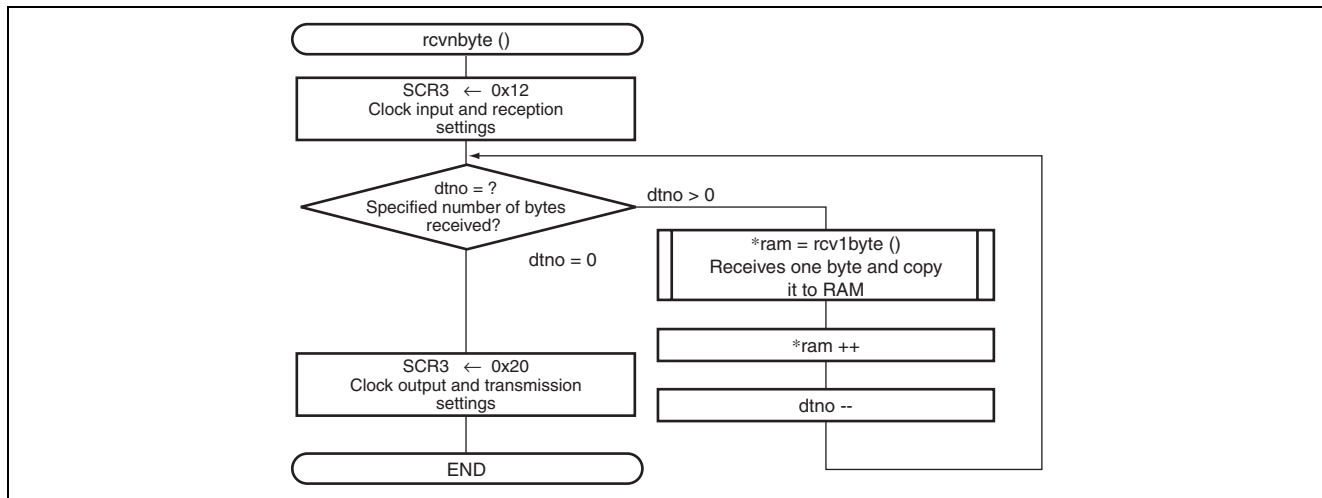 rcvnbyte ()
SCR3 ← 0x12
Clock input and reception
settings
dtno = ?
Specified number of bytes
received?
dtno > 0
*ram = rcv1byte ()
Receives one byte and copy
it to RAM
*ram ++
dtno --
dtno = 0
SCR3 ← 0x20
Clock output and transmission
settings
END